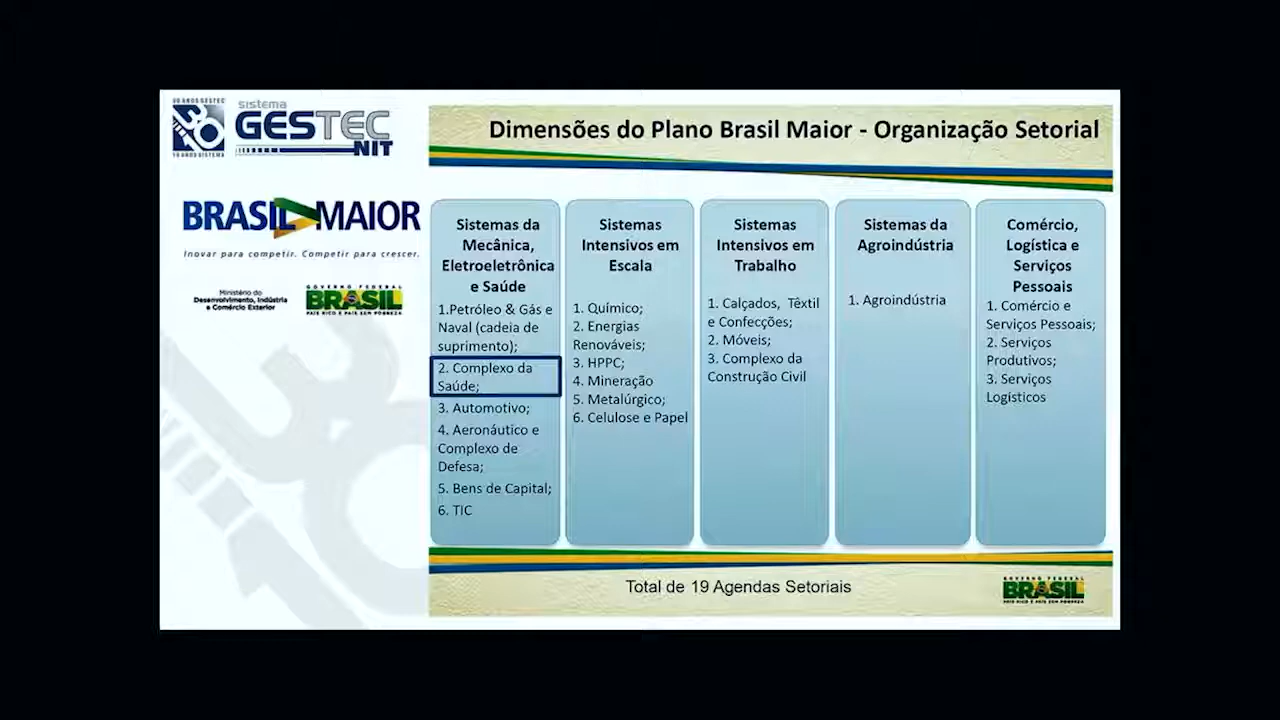 30 ANOS GESTEC
10 ANOS SISTEMA
sistema
GESTEC
NIT
Dimensões do Plano Brasil Maior - Organização Setorial
BRASIL MAIOR
Inovar para competir. Competir para crescer.
Ministério do
Desenvolvimento, Indústria
e Comércio Exterior
GOVERNO FEDERAL
BRASIL
PAÍS RICO É PAÍS SEM POBREZA
Sistemas da
Mecânica,
Eletroeletrônica
e Saúde
1.Petróleo & Gás e
Naval (cadeia de
suprimento);
2. Complexo da
Saúde;
3. Automotivo;
4. Aeronáutico e
Complexo de
Defesa;
5. Bens de Capital;
6. TIC
Sistemas
Intensivos em
Escala
1. Químico;
2. Energias
Renováveis;
3. HPPC;
4. Mineração
5. Metalúrgico;
6. Celulose e Papel
Sistemas
Intensivos em
Trabalho
1. Calçados, Têxtil
e Confecções;
2. Móveis;
3. Complexo da
Construção Civil
Sistemas da
Agroindústria
1. Agroindústria
Comércio,
Logística e
Serviços
Pessoais
1. Comércio e
Serviços Pessoais;
2. Serviços
Produtivos;
3. Serviços
Logísticos
Total de 19 Agendas Setoriais
GOVERNO FEDERAL
BRASIL
PAÍS RICO É PAÍS SEM POBREZA